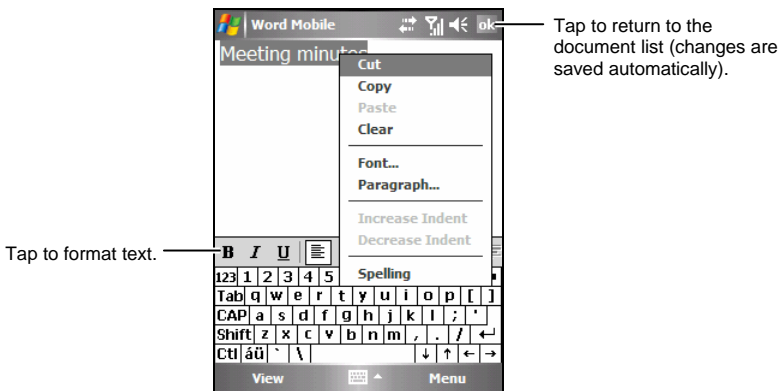 Word Mobile ok
Tap to return to the
document list (changes are
saved automatically).
Meeting minutes
Cut
Copy
Paste
Clear
Font...
Paragraph...
Increase Indent
Decrease Indent
Spelling
Tap to format text.
B I U
123 1 2 3 4 5
Tab q w e r t y u i o p [ ]
CAP a s d f g h j k l ; '
Shift z x c v b n m , . / ↵
Ctl áü ` \ ↓ ↑ ← →
View Menu